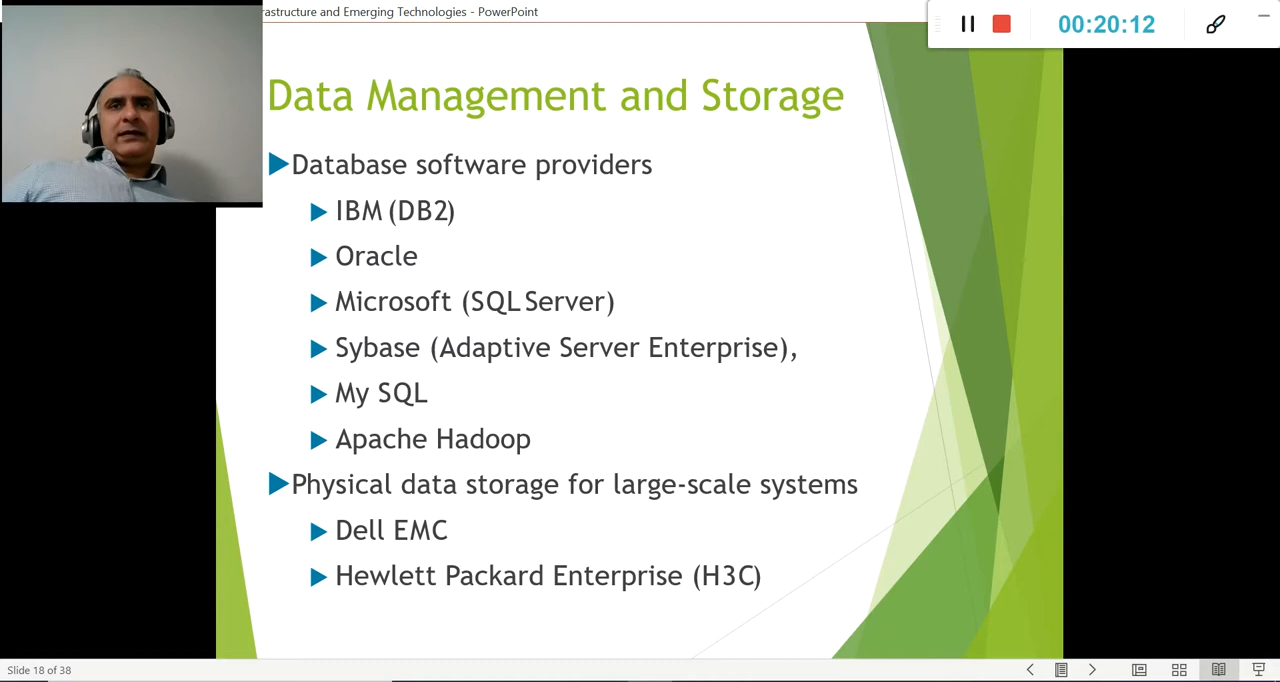 rastructure and Emerging Technologies - PowerPoint
00:20:12
Data Management and Storage
Database software providers
IBM (DB2)
Oracle
Microsoft (SQL Server)
Sybase (Adaptive Server Enterprise),
My SQL
Apache Hadoop
Physical data storage for large-scale systems
Dell EMC
Hewlett Packard Enterprise (H3C)
Slide 18 of 38